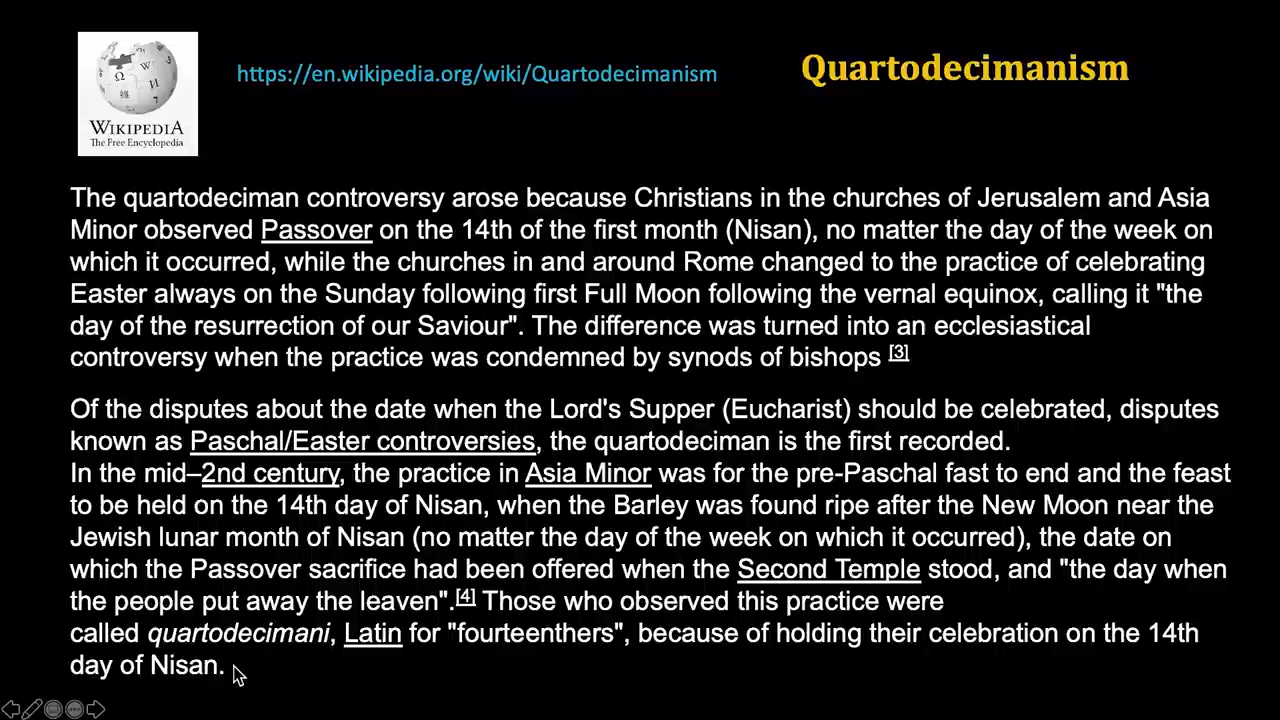 https://en.wikipedia.org/wiki/Quartodecimanism
Quartodecimanism
WIKIPEDIA
The Free Encyclopedia
The quartodeciman controversy arose because Christians in the churches of Jerusalem and Asia
Minor observed Passover on the 14th of the first month (Nisan), no matter the day of the week on
which it occurred, while the churches in and around Rome changed to the practice of celebrating
Easter always on the Sunday following first Full Moon following the vernal equinox, calling it "the
day of the resurrection of our Saviour". The difference was turned into an ecclesiastical
controversy when the practice was condemned by synods of bishops [3]
Of the disputes about the date when the Lord's Supper (Eucharist) should be celebrated, disputes
known as Paschal/Easter controversies, the quartodeciman is the first recorded.
In the mid–2nd century, the practice in Asia Minor was for the pre-Paschal fast to end and the feast
to be held on the 14th day of Nisan, when the Barley was found ripe after the New Moon near the
Jewish lunar month of Nisan (no matter the day of the week on which it occurred), the date on
which the Passover sacrifice had been offered when the Second Temple stood, and "the day when
the people put away the leaven".[4] Those who observed this practice were
called quartodecimani, Latin for "fourteenthers", because of holding their celebration on the 14th
day of Nisan.